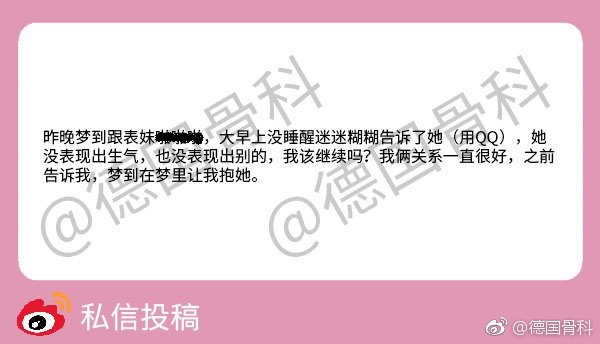 昨晚梦到跟表妹，大早上没睡醒迷迷糊糊告诉了她（用QQ），她
没表现出生气，也没表现出别的，我该继续吗？我俩关系一直很好，之前
告诉我，梦到在梦里让我抱她。
@德国骨科
@德国骨科
私信投稿
@德国骨科